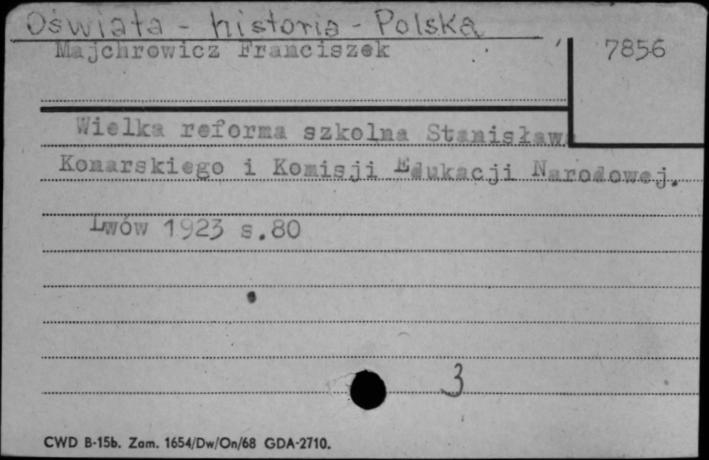 Oświata - historia - Polska
Majchrowicz Franciszek
7856
Wielka reforma szkolna Stanisława
Konarskiego i Komisji Edukacji Narodowej.
Lwów 1923 s.80
3
CWD B-15b. Zam. 1654/Dw/On/68 GDA-2710.